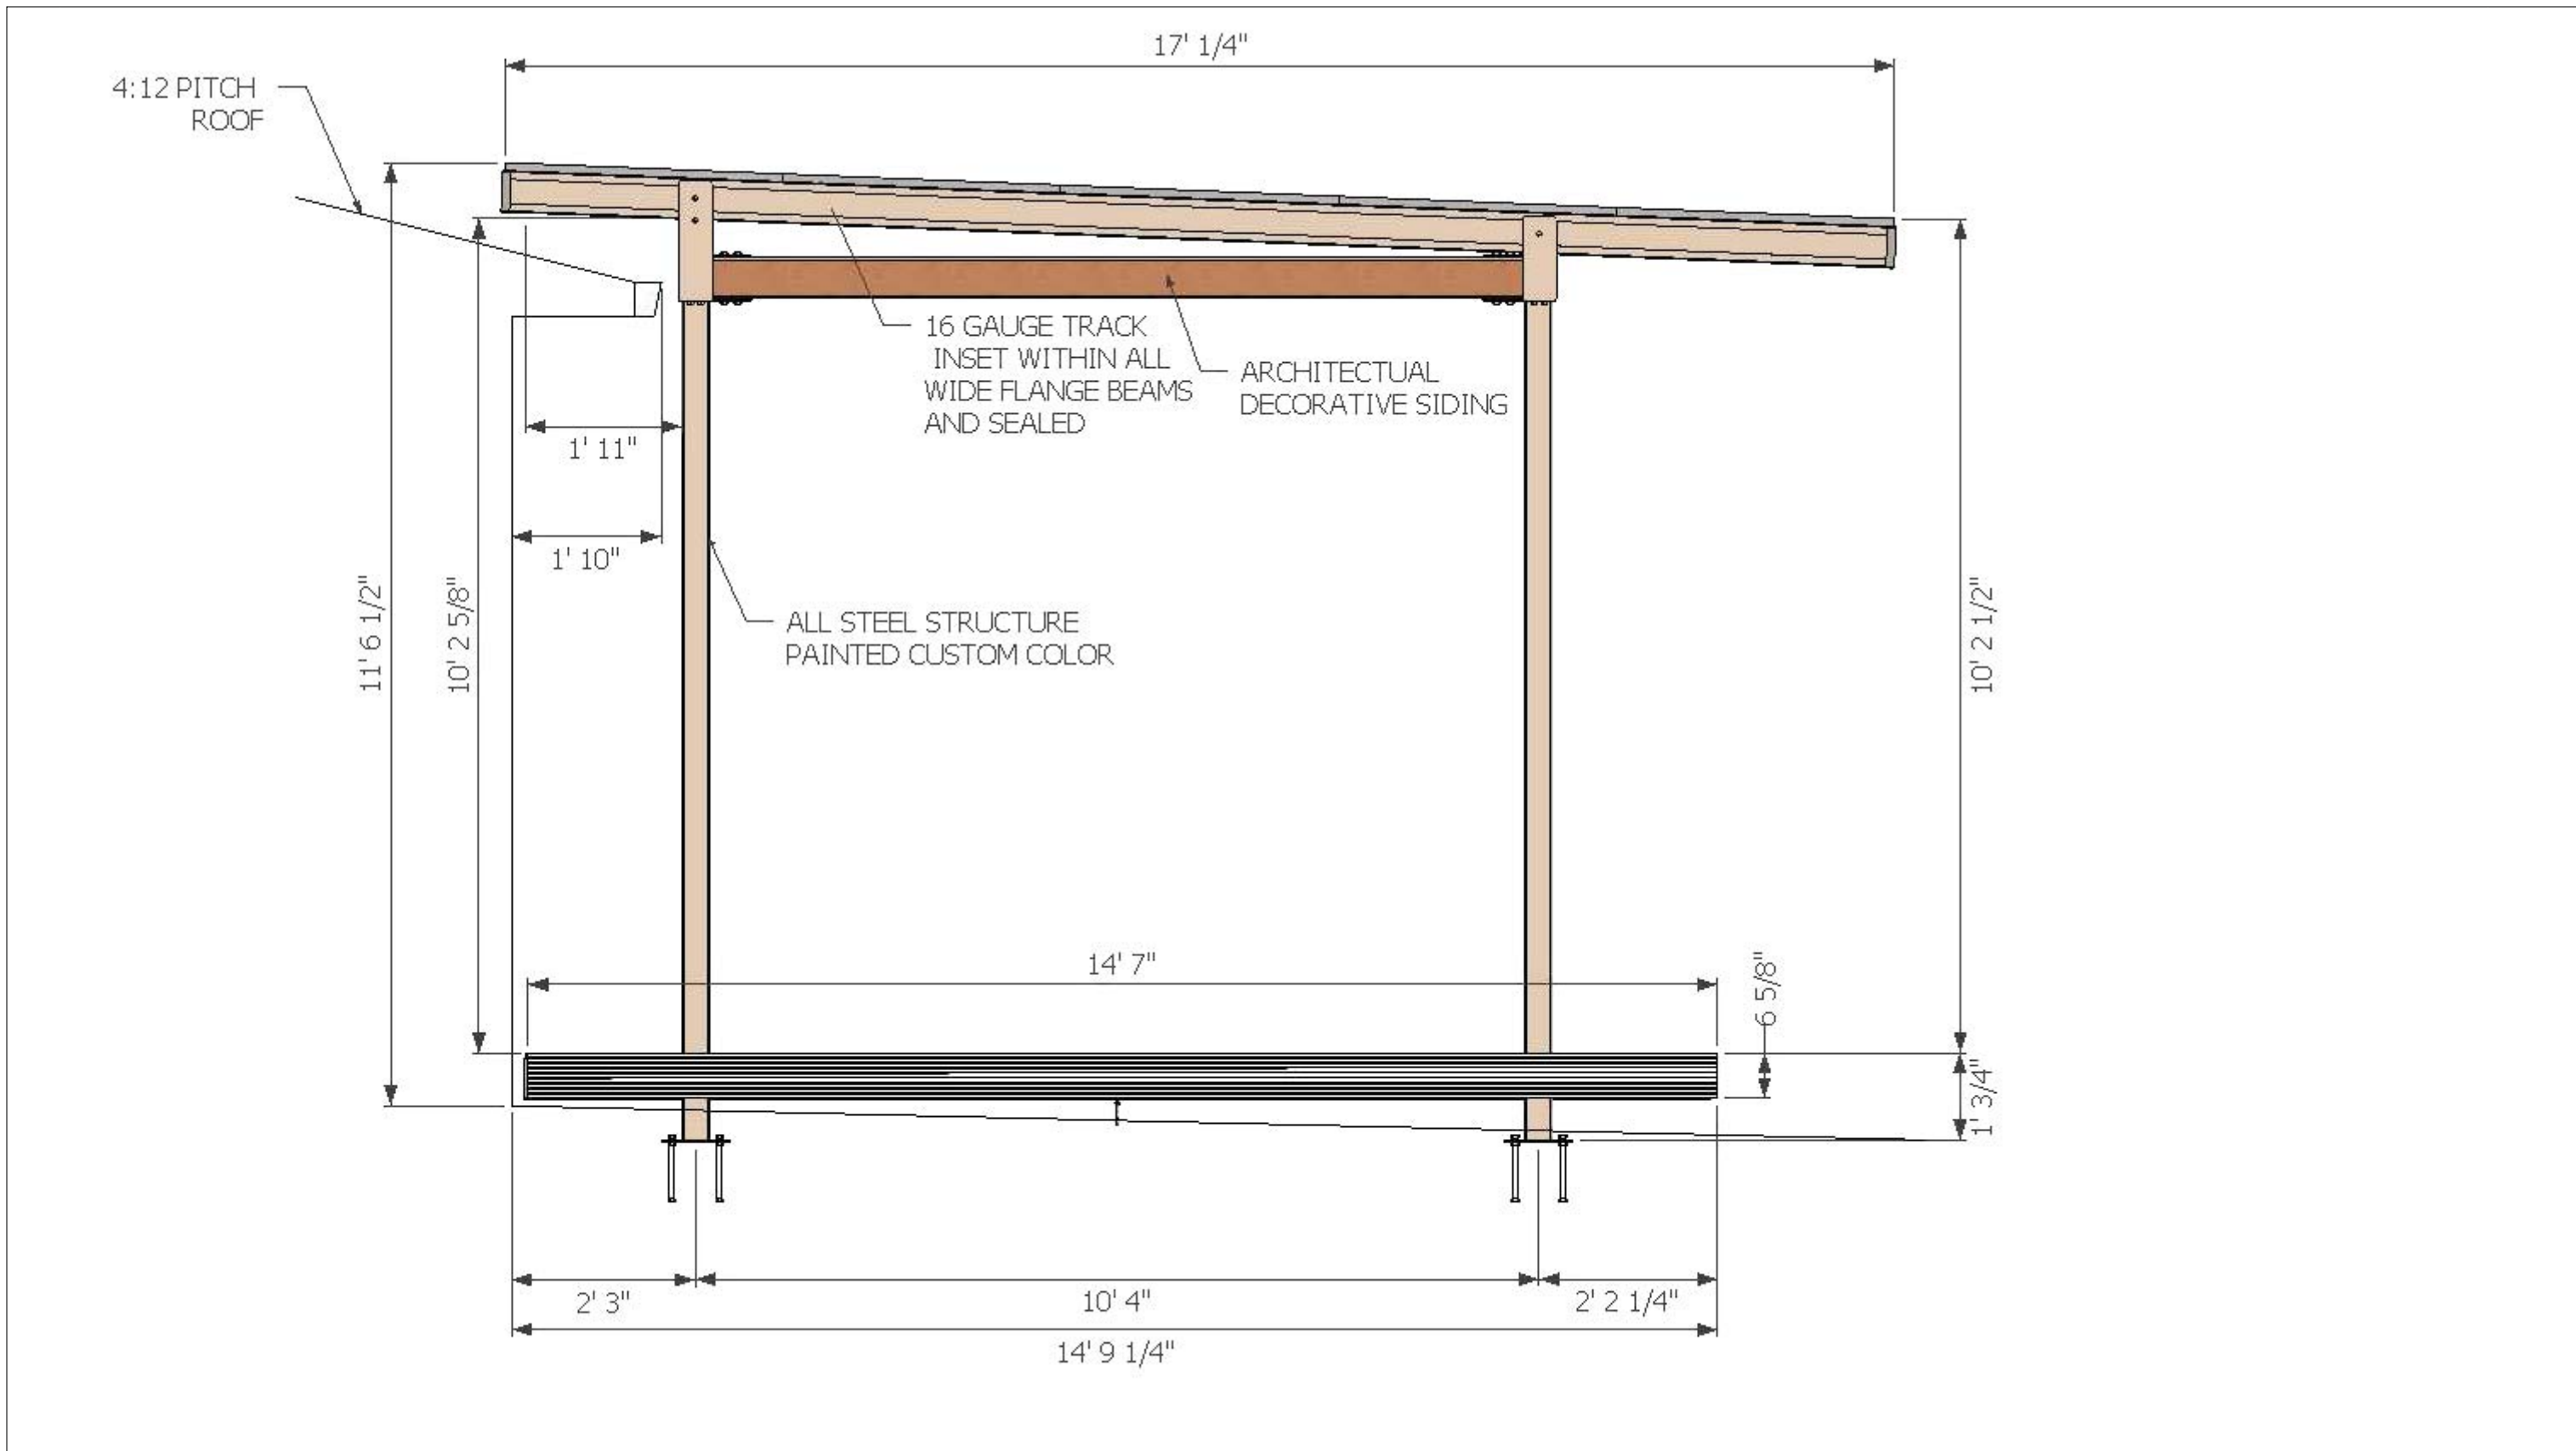 17' 1/4"
4:12 PITCH
ROOF
16 GAUGE TRACK
INSET WITHIN ALL
WIDE FLANGE BEAMS
AND SEALED
ARCHITECTUAL
DECORATIVE SIDING
1' 11"
1' 10"
11' 6 1/2"
10' 2 5/8"
10' 2 1/2"
ALL STEEL STRUCTURE
PAINTED CUSTOM COLOR
14' 7"
6 5/8"
1' 3/4"
2' 3"
10' 4"
2' 2 1/4"
14' 9 1/4"